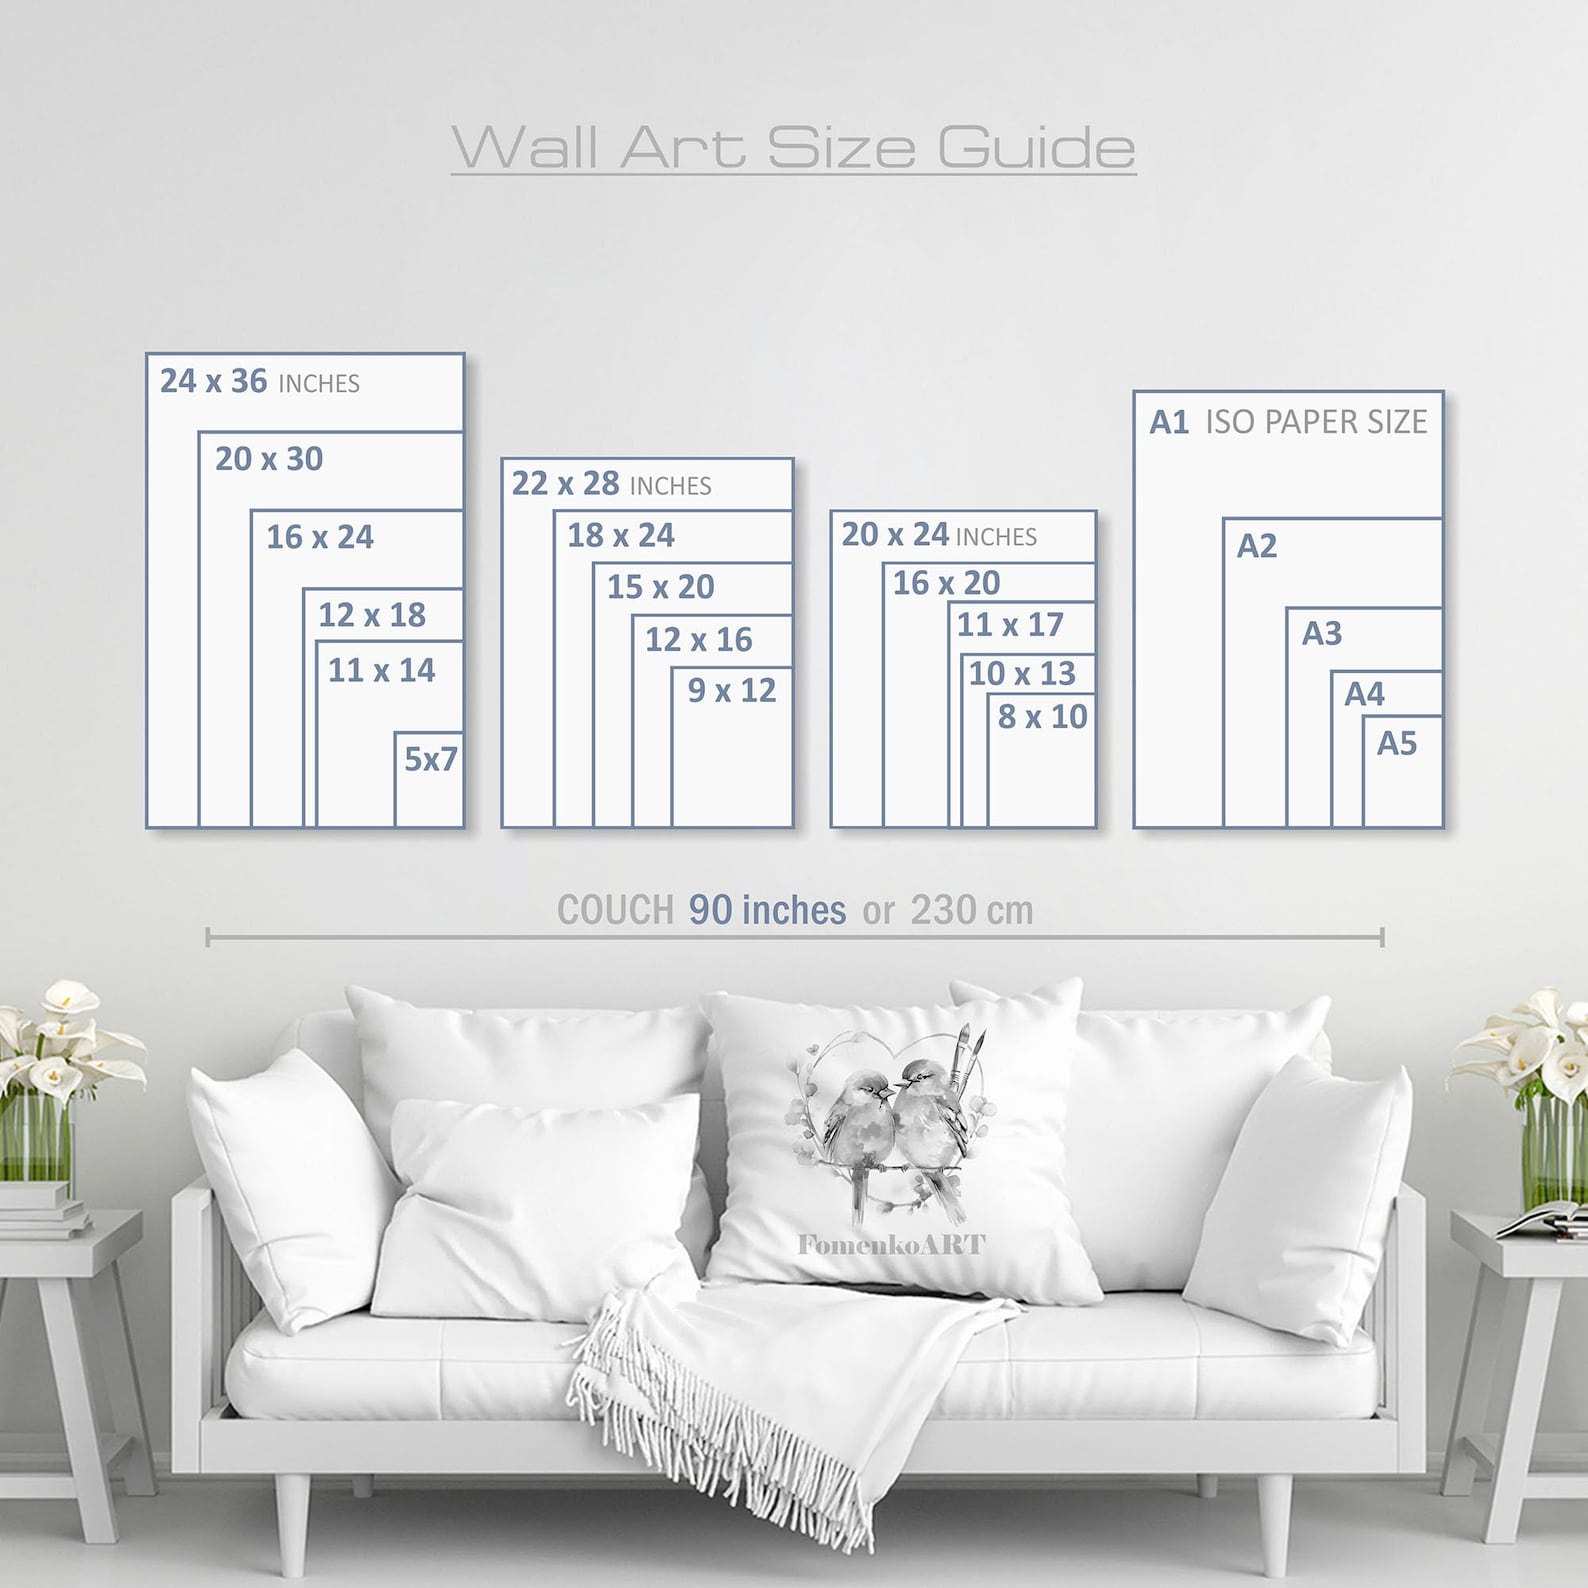 Wall Art Size Guide
24 x 36 INCHES
20 x 30
16 x 24
12 x 18
11 x 14
5x7
22 x 28 INCHES
18 x 24
15 x 20
12 x 16
9 x 12
20 x 24 INCHES
16 x 20
11 x 17
10 x 13
8 x 10
A1 ISO PAPER SIZE
A2
A3
A4
A5
COUCH 90 inches or 230 cm
FomenkoART